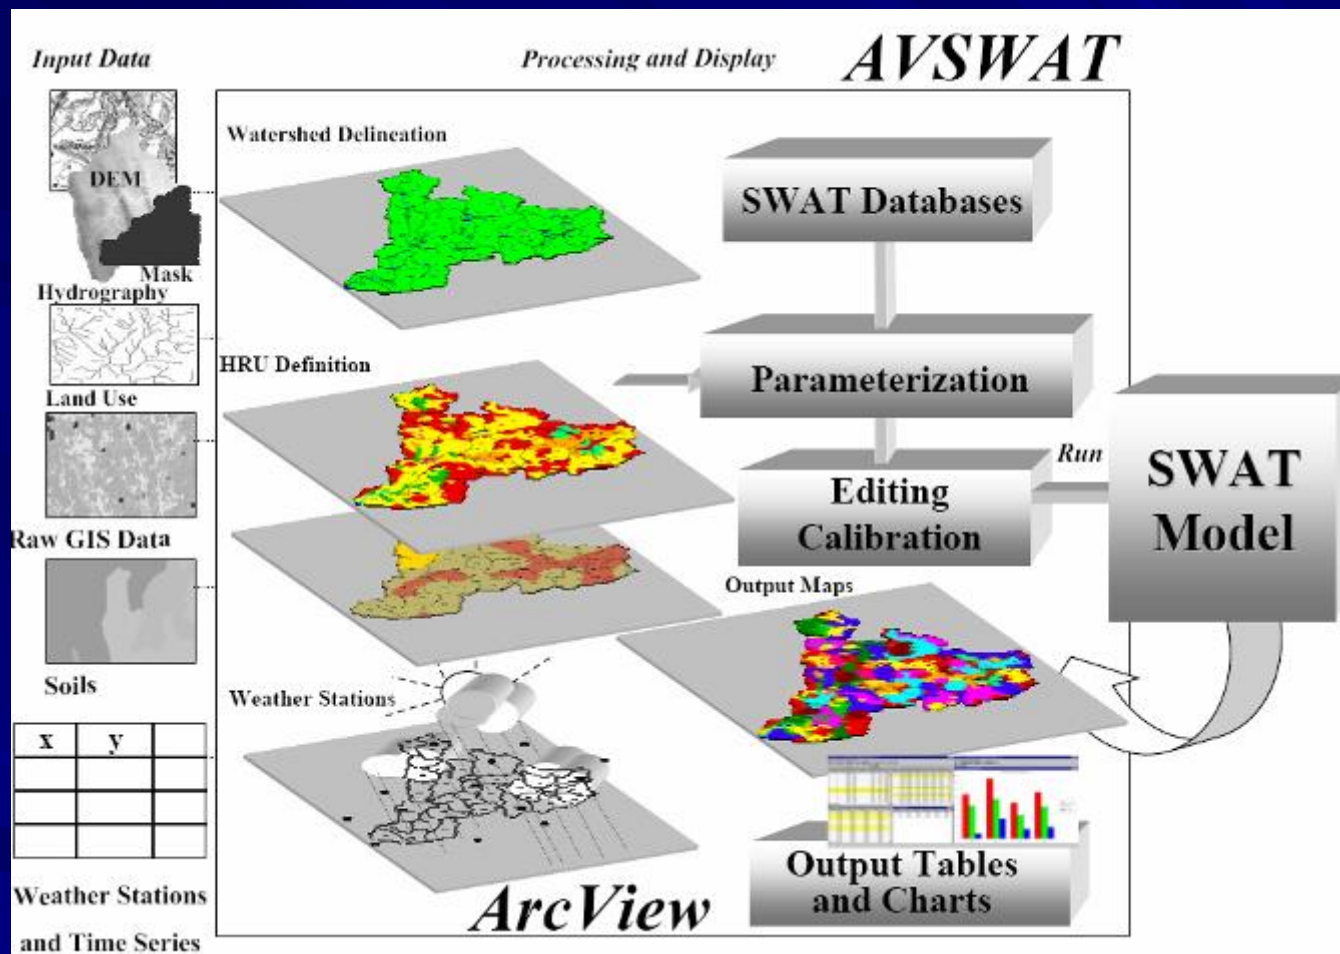 Input Data
Processing and Display
AVSWAT
DEM
Mask
Hydrography
Land Use
Raw GIS Data
Soils
x y
Weather Stations
and Time Series
Watershed Delineation
HRU Definition
Weather Stations
ArcView
SWAT Databases
Parameterization
Editing
Calibration
Run
SWAT
Model
Output Maps
Output Tables
and Charts